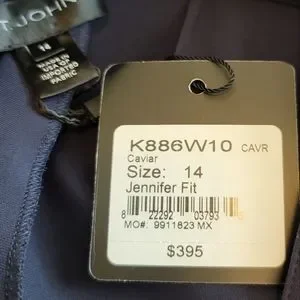 T. JOHN
14
MADE IN
USA OF
IMPORTED
FABRIC
K886W10 CAVR
Caviar
Size: 14
Jennifer Fit
8 22292 03793
MO#: 9911823 MX
$395